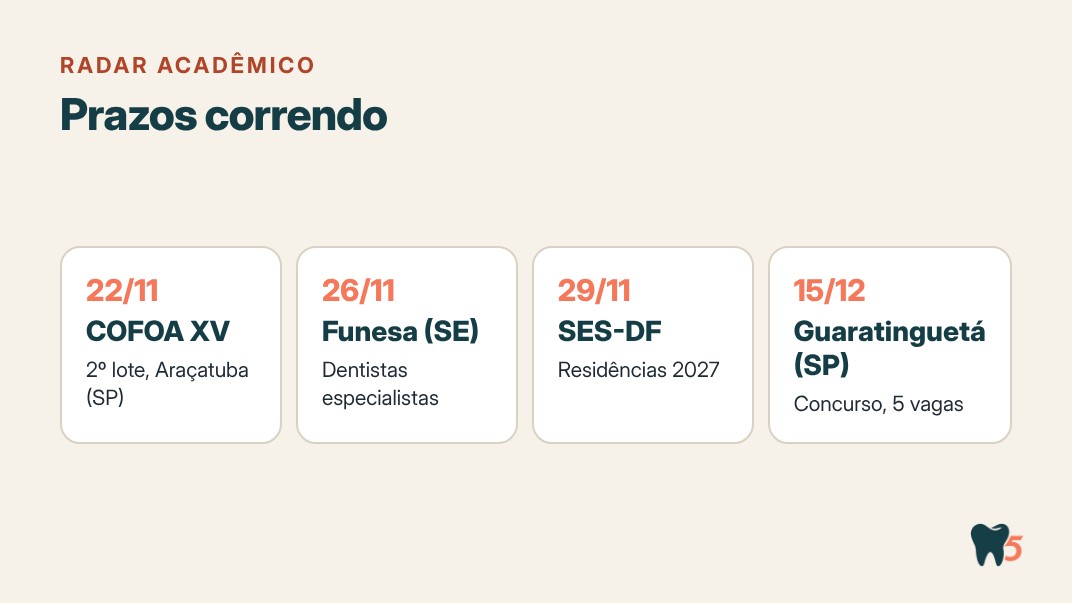 RADAR ACADÊMICO
Prazos correndo
22/11
COFOA XV
2º lote, Araçatuba
(SP)
26/11
Funesa (SE)
Dentistas
especialistas
29/11
SES-DF
Residências 2027
15/12
Guaratinguetá
(SP)
Concurso, 5 vagas
5